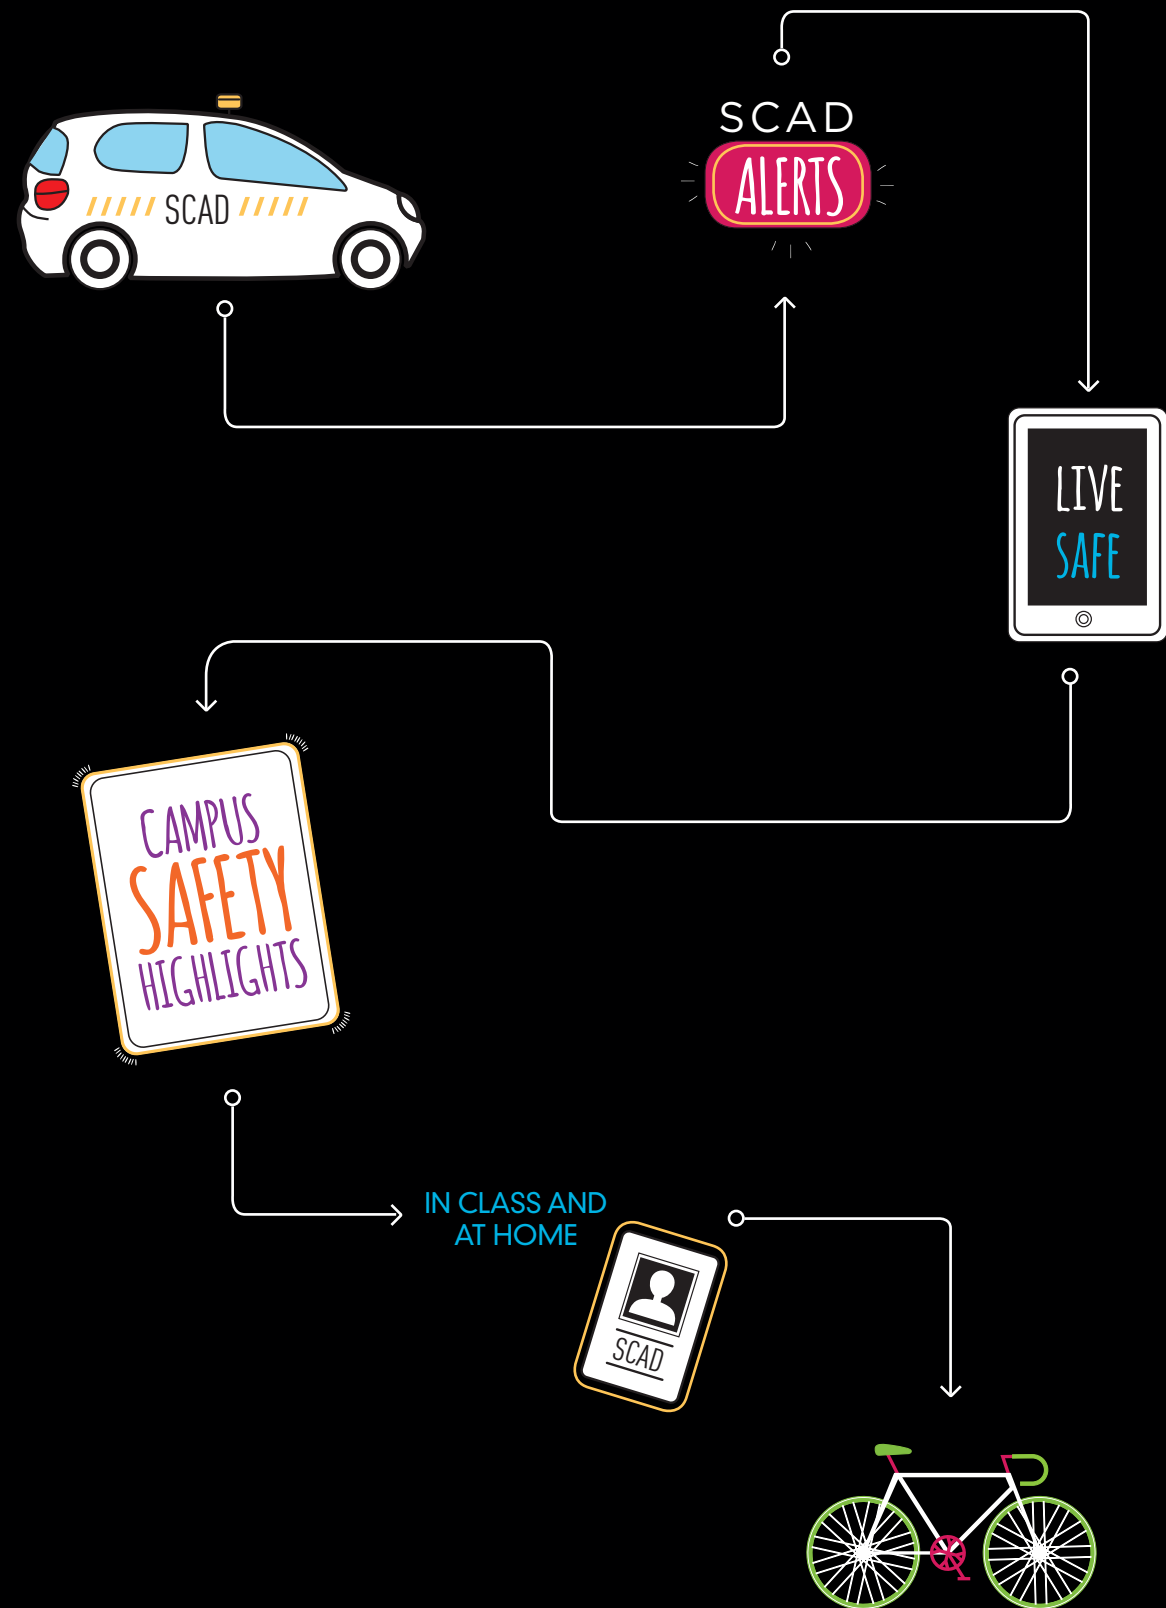 SCAD
SCAD
ALERTS
LIVE
SAFE
CAMPUS
SAFETY
HIGHLIGHTS
IN CLASS AND
AT HOME
SCAD